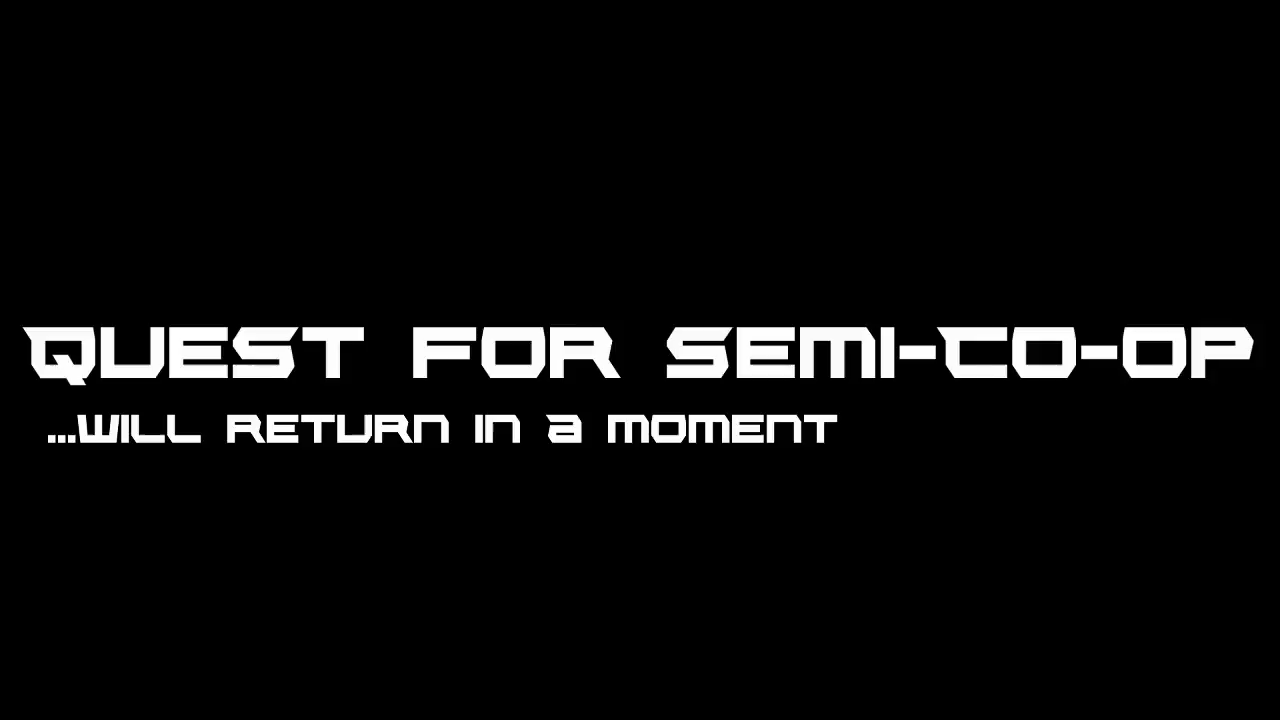 QUEST FOR SEMI-CO-OP
...WILL RETURN IN a MOMENT